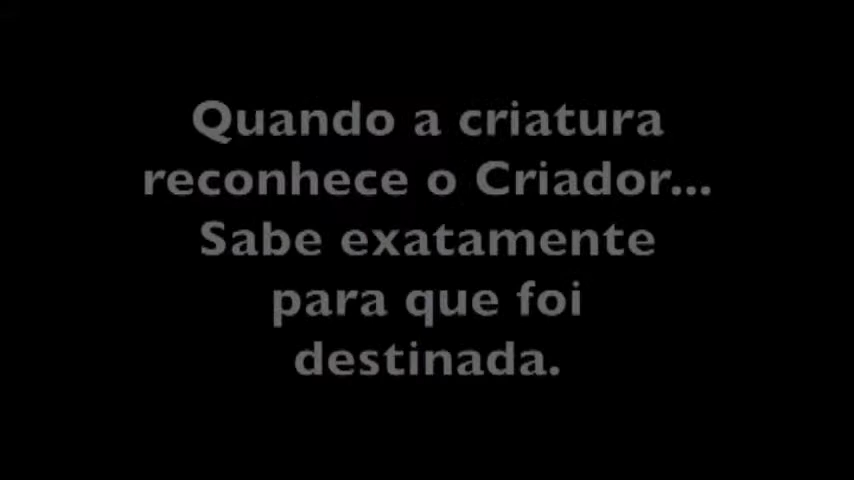 Quando a criatura
reconhece o Criador...
Sabe exatamente
para que foi
destinada.